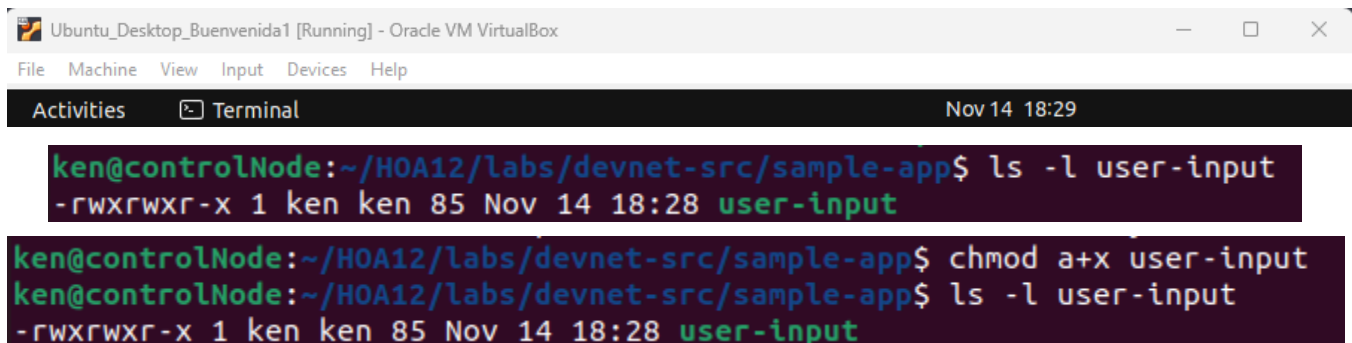 Ubuntu_Desktop_Buenvenida1 [Running] - Oracle VM VirtualBox
File Machine View Input Devices Help
Activities Terminal Nov 14 18:29
ken@controlNode:~/HOA12/labs/devnet-src/sample-app$ ls -l user-input
-rwxrwxr-x 1 ken ken 85 Nov 14 18:28 user-input
ken@controlNode:~/HOA12/labs/devnet-src/sample-app$ chmod a+x user-input
ken@controlNode:~/HOA12/labs/devnet-src/sample-app$ ls -l user-input
-rwxrwxr-x 1 ken ken 85 Nov 14 18:28 user-input